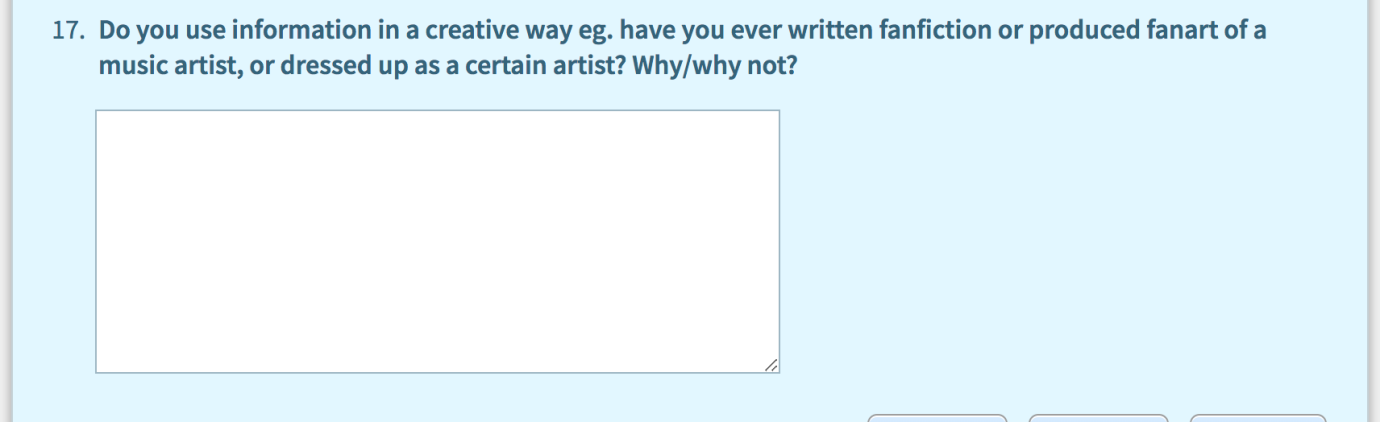 17. Do you use information in a creative way eg. have you ever written fanfiction or produced fanart of a
music artist, or dressed up as a certain artist? Why/why not?